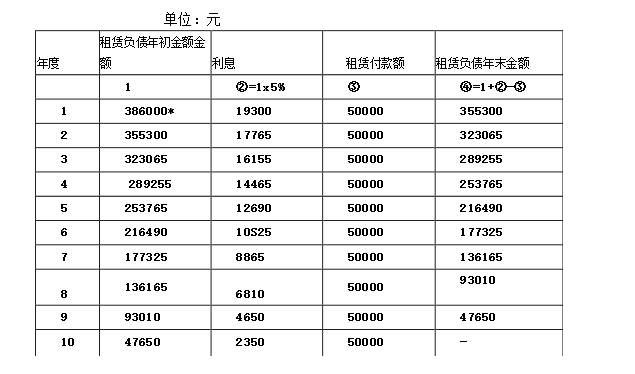 单位：元
年度 租赁负债年初金额金额 利息 租赁付款额 租赁负债年末金额
1 ②=1x5% ③ ④=1+②-③
1 386000* 19300 50000 355300
2 355300 17765 50000 323065
3 323065 16155 50000 289255
4 289255 14465 50000 253765
5 253765 12690 50000 216490
6 216490 10S25 50000 177325
7 177325 8865 50000 136165
8 136165 6810 50000 93010
9 93010 4650 50000 47650
10 47650 2350 50000 -